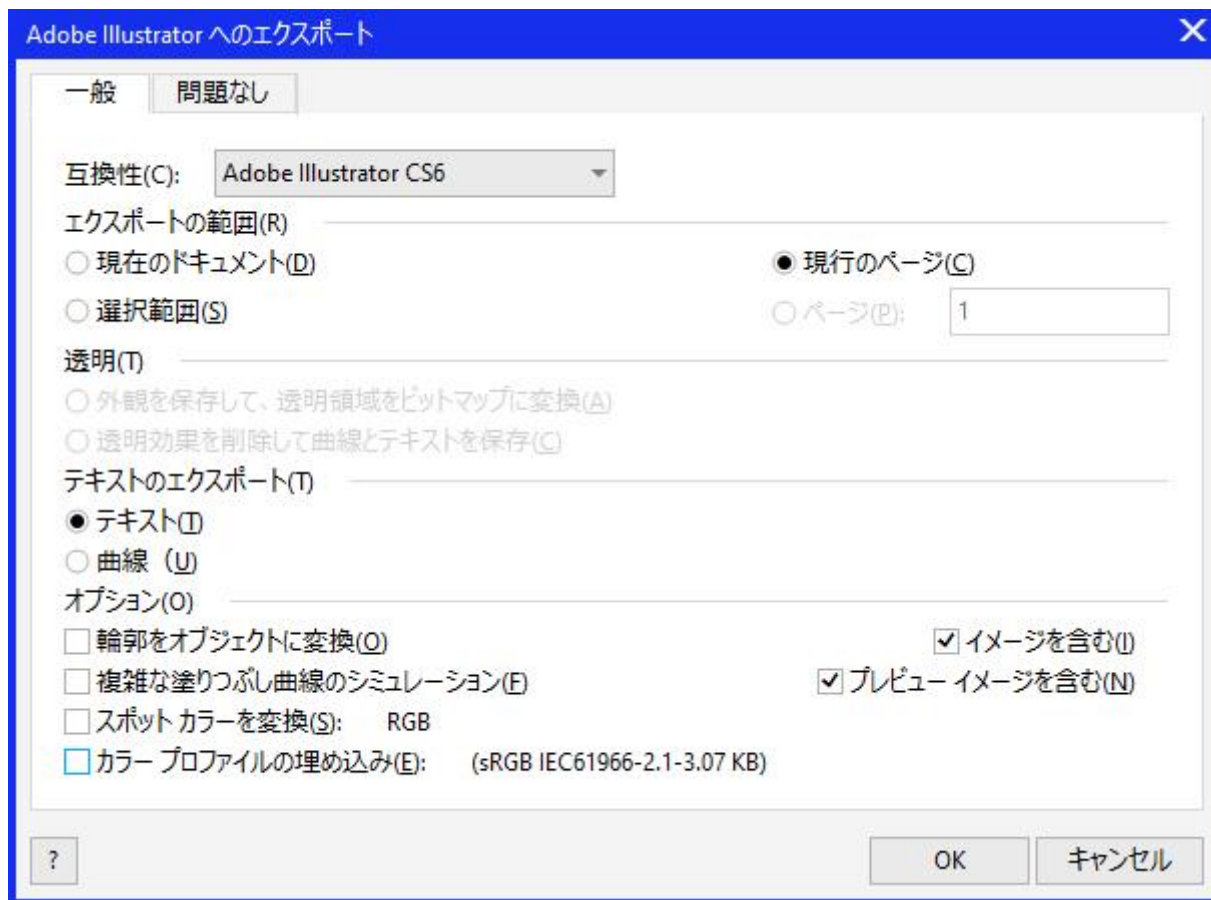 Adobe Illustrator へのエクスポート
一般 問題なし
互換性(C): Adobe Illustrator CS6
エクスポートの範囲(R)
現在のドキュメント(D) 現行のページ(C)
選択範囲(S) ページ(P): 1
透明(T)
外観を保存して、透明領域をビットマップに変換(A)
透明効果を削除して曲線とテキストを保存(C)
テキストのエクスポート(T)
テキスト(T)
曲線（U)
オプション(O)
輪郭をオブジェクトに変換(O) イメージを含む(I)
複雑な塗りつぶし曲線のシミュレーション(F) プレビュー イメージを含む(N)
スポット カラーを変換(S): RGB
カラー プロファイルの埋め込み(E): (sRGB IEC61966-2.1-3.07 KB)
? OK キャンセル